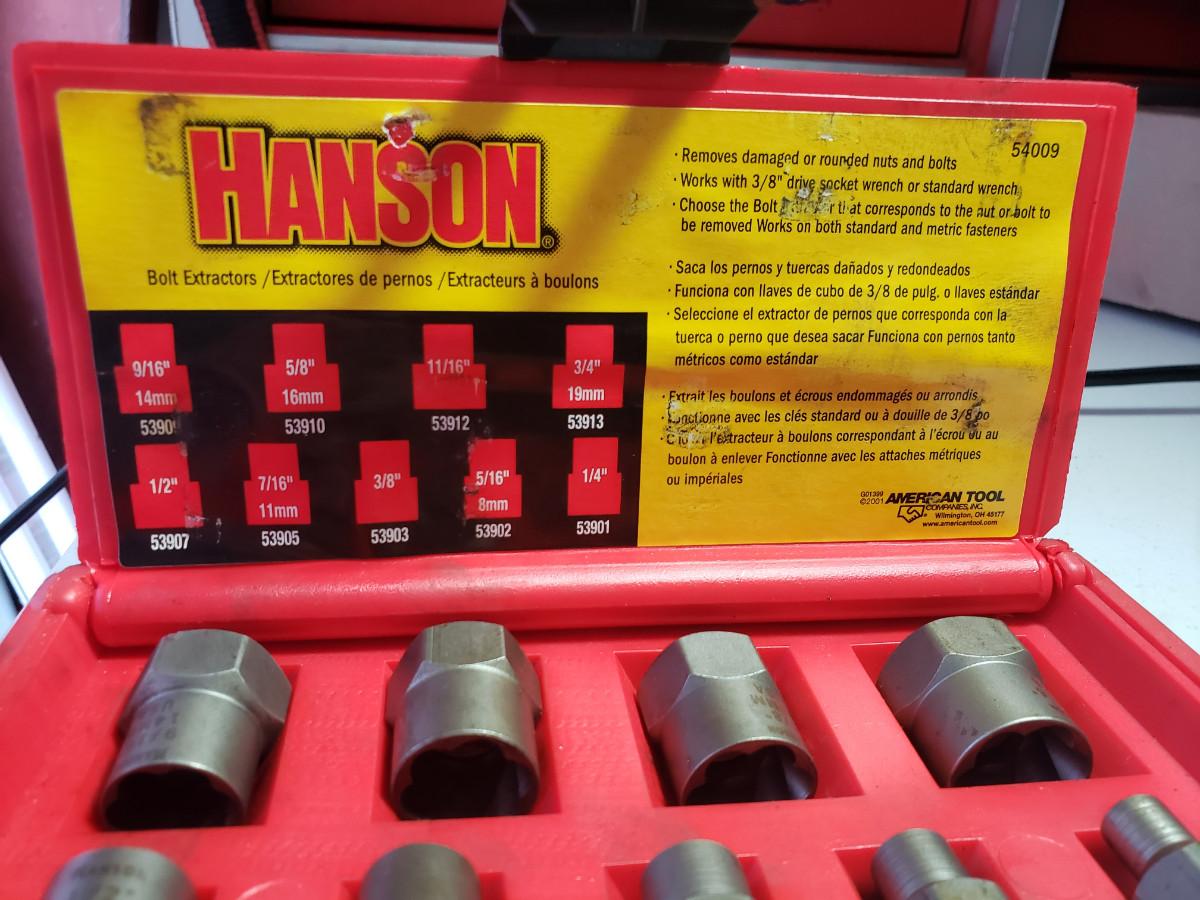 HANSON®
Bolt Extractors /Extractores de pernos /Extracteurs à boulons
9/16" 5/8" 11/16" 3/4"
14mm 16mm 19mm
5390 53910 53912 53913
1/2" 7/16" 3/8" 5/16" 1/4"
11mm 8mm
53907 53905 53903 53902 53901
54009
· Removes damaged or rounded nuts and bolts
· Works with 3/8" drive socket wrench or standard wrench
· Choose the Bolt that corresponds to the nut or bolt to
be removed Works on both standard and metric fasteners
· Saca los pernos y tuercas dañados y redondeados
· Funciona con llaves de cubo de 3/8 de pulg. o llaves estándar
· Seleccione el extractor de pernos que corresponda con la
tuerca o perno que desea sacar Funciona con pernos tanto
métricos como estándar
· Extrait les boulons et écrous endommagés ou arrondis
· Fonctionne avec les clés standard ou à douille de 3/8 po
· l'extracteur à boulons correspondant à l'écrou ou au
boulon à enlever Fonctionne avec les attaches métriques
ou impériales
G01399
©2001 AMERICAN TOOL
COMPANIES, INC.
Wilmington, OH 45177
www.americantool.com